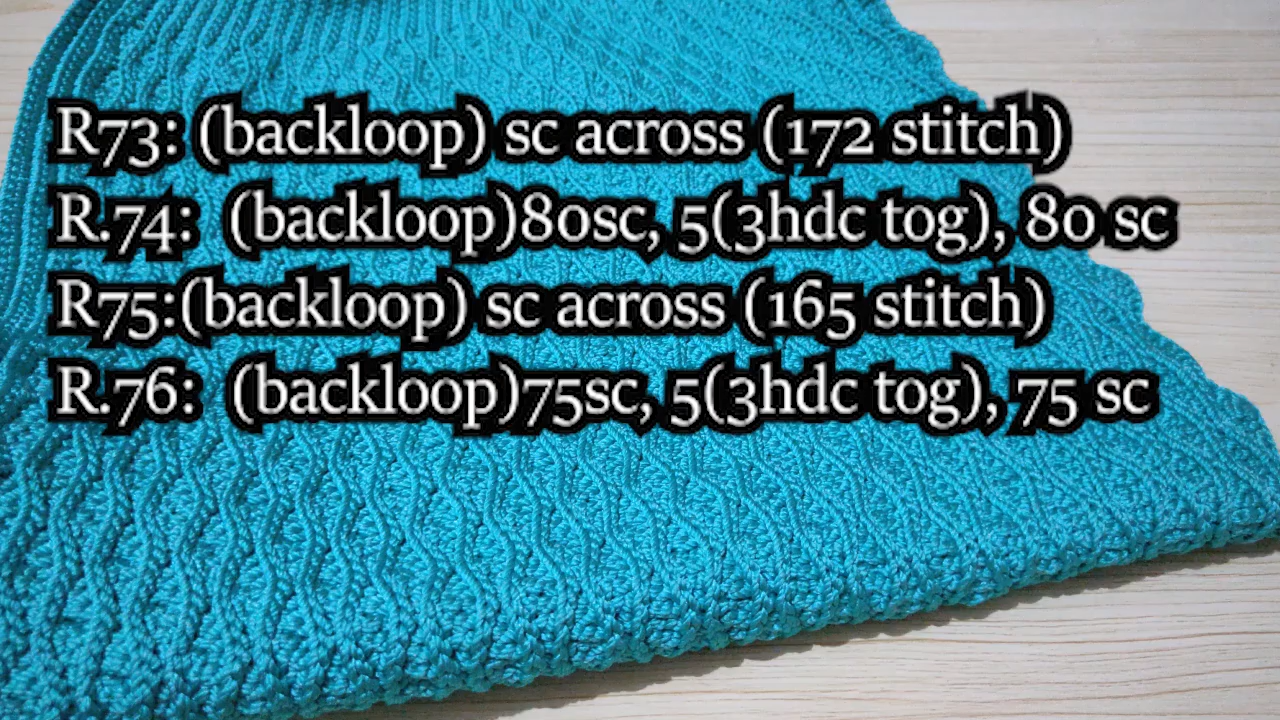 R73: (backloop) sc across (172 stitch)
R.74: (backloop)80sc, 5(3hdc tog), 80 sc
R75:(backloop) sc across (165 stitch)
R.76: (backloop)75sc, 5(3hdc tog), 75 sc